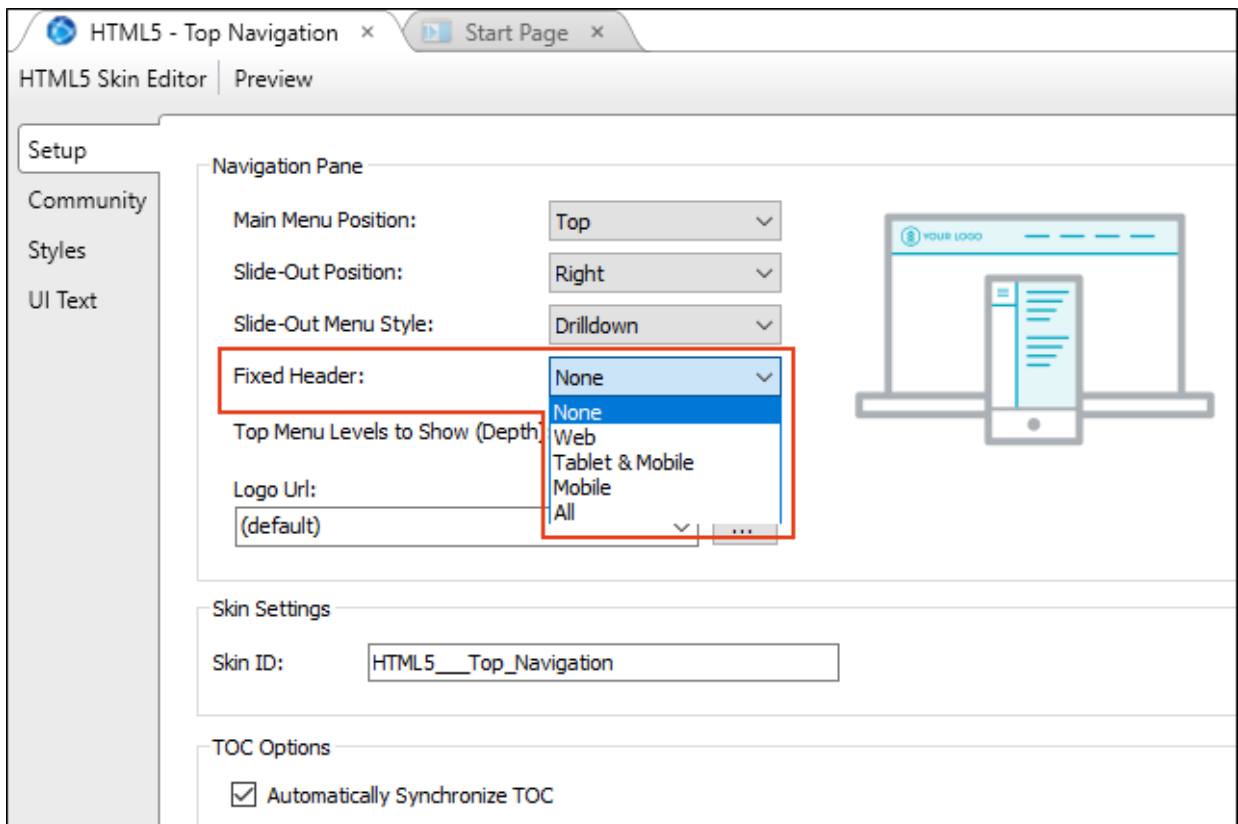 HTML5 - Top Navigation × Start Page ×
HTML5 Skin Editor Preview
Setup
Community
Styles
UI Text
Navigation Pane
Main Menu Position: Top
Slide-Out Position: Right
Slide-Out Menu Style: Drilldown
Fixed Header: None
None
Web
Tablet & Mobile
Mobile
All
Top Menu Levels to Show (Depth)
Logo Url:
(default) ...
YOUR LOGO
Skin Settings
Skin ID: HTML5___Top_Navigation
TOC Options
Automatically Synchronize TOC